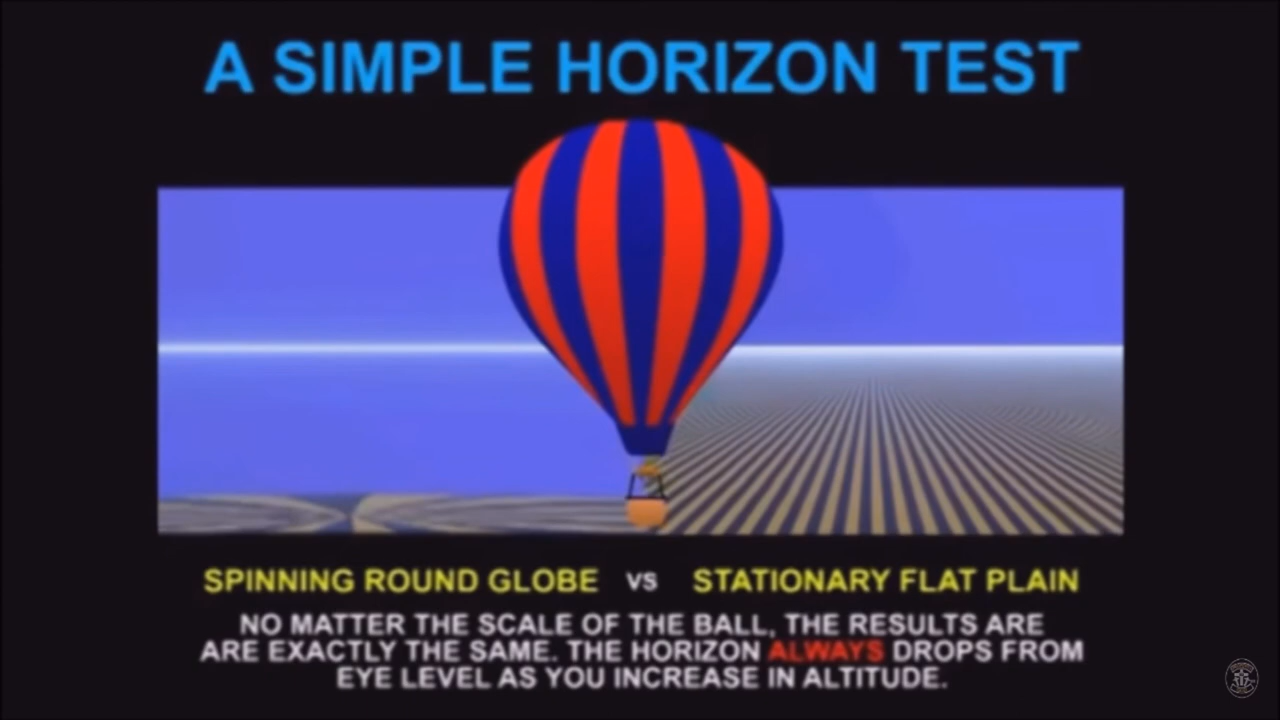 A SIMPLE HORIZON TEST
SPINNING ROUND GLOBE VS STATIONARY FLAT PLAIN
NO MATTER THE SCALE OF THE BALL, THE RESULTS ARE
ARE EXACTLY THE SAME. THE HORIZON ALWAYS DROPS FROM
EYE LEVEL AS YOU INCREASE IN ALTITUDE.